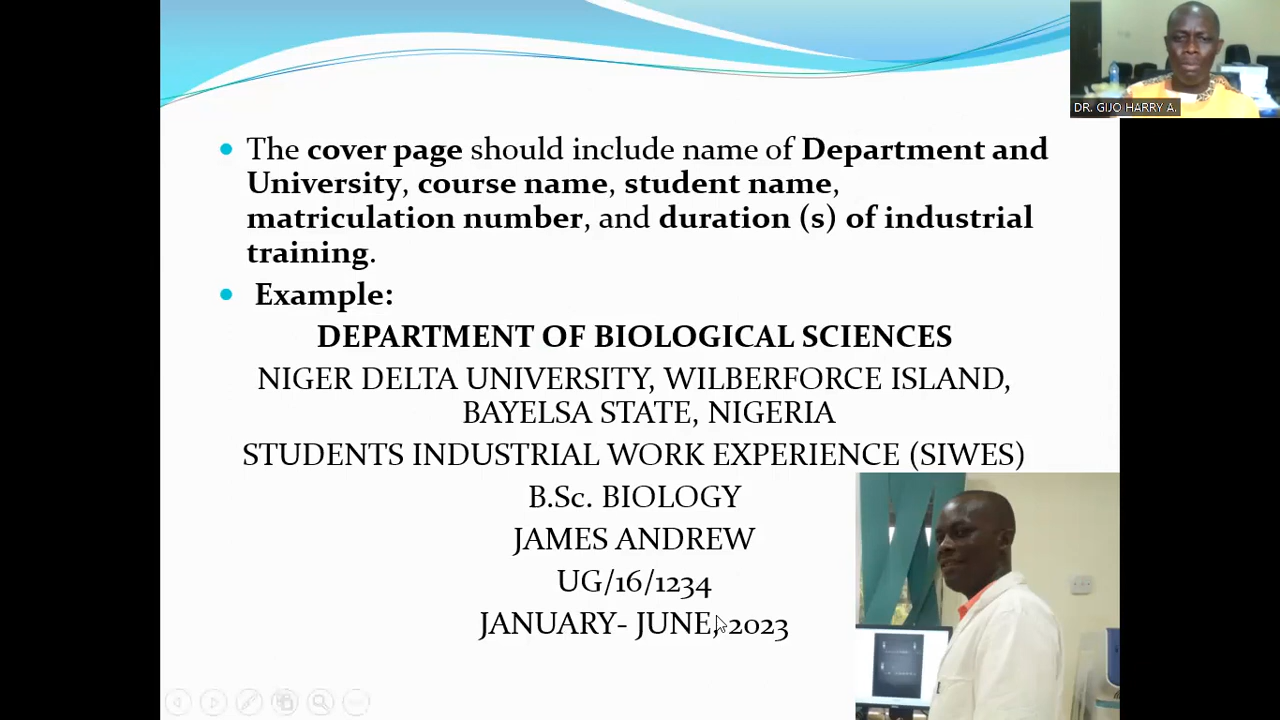 DR. GIJO HARRY A.
The cover page should include name of Department and
University, course name, student name,
matriculation number, and duration (s) of industrial
training.
Example:
DEPARTMENT OF BIOLOGICAL SCIENCES
NIGER DELTA UNIVERSITY, WILBERFORCE ISLAND,
BAYELSA STATE, NIGERIA
STUDENTS INDUSTRIAL WORK EXPERIENCE (SIWES)
B.Sc. BIOLOGY
JAMES ANDREW
UG/16/1234
JANUARY- JUNE, 2023